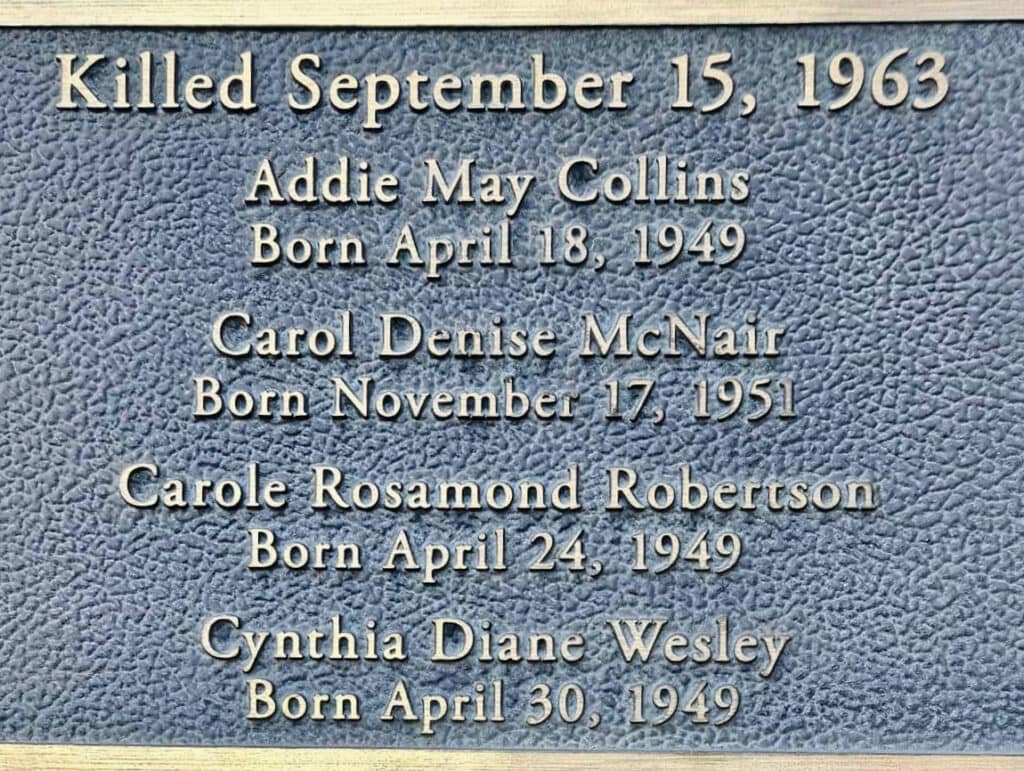 Killed September 15, 1963
Addie May Collins
Born April 18, 1949
Carol Denise McNair
Born November 17, 1951
Carole Rosamond Robertson
Born April 24, 1949
Cynthia Diane Wesley
Born April 30, 1949